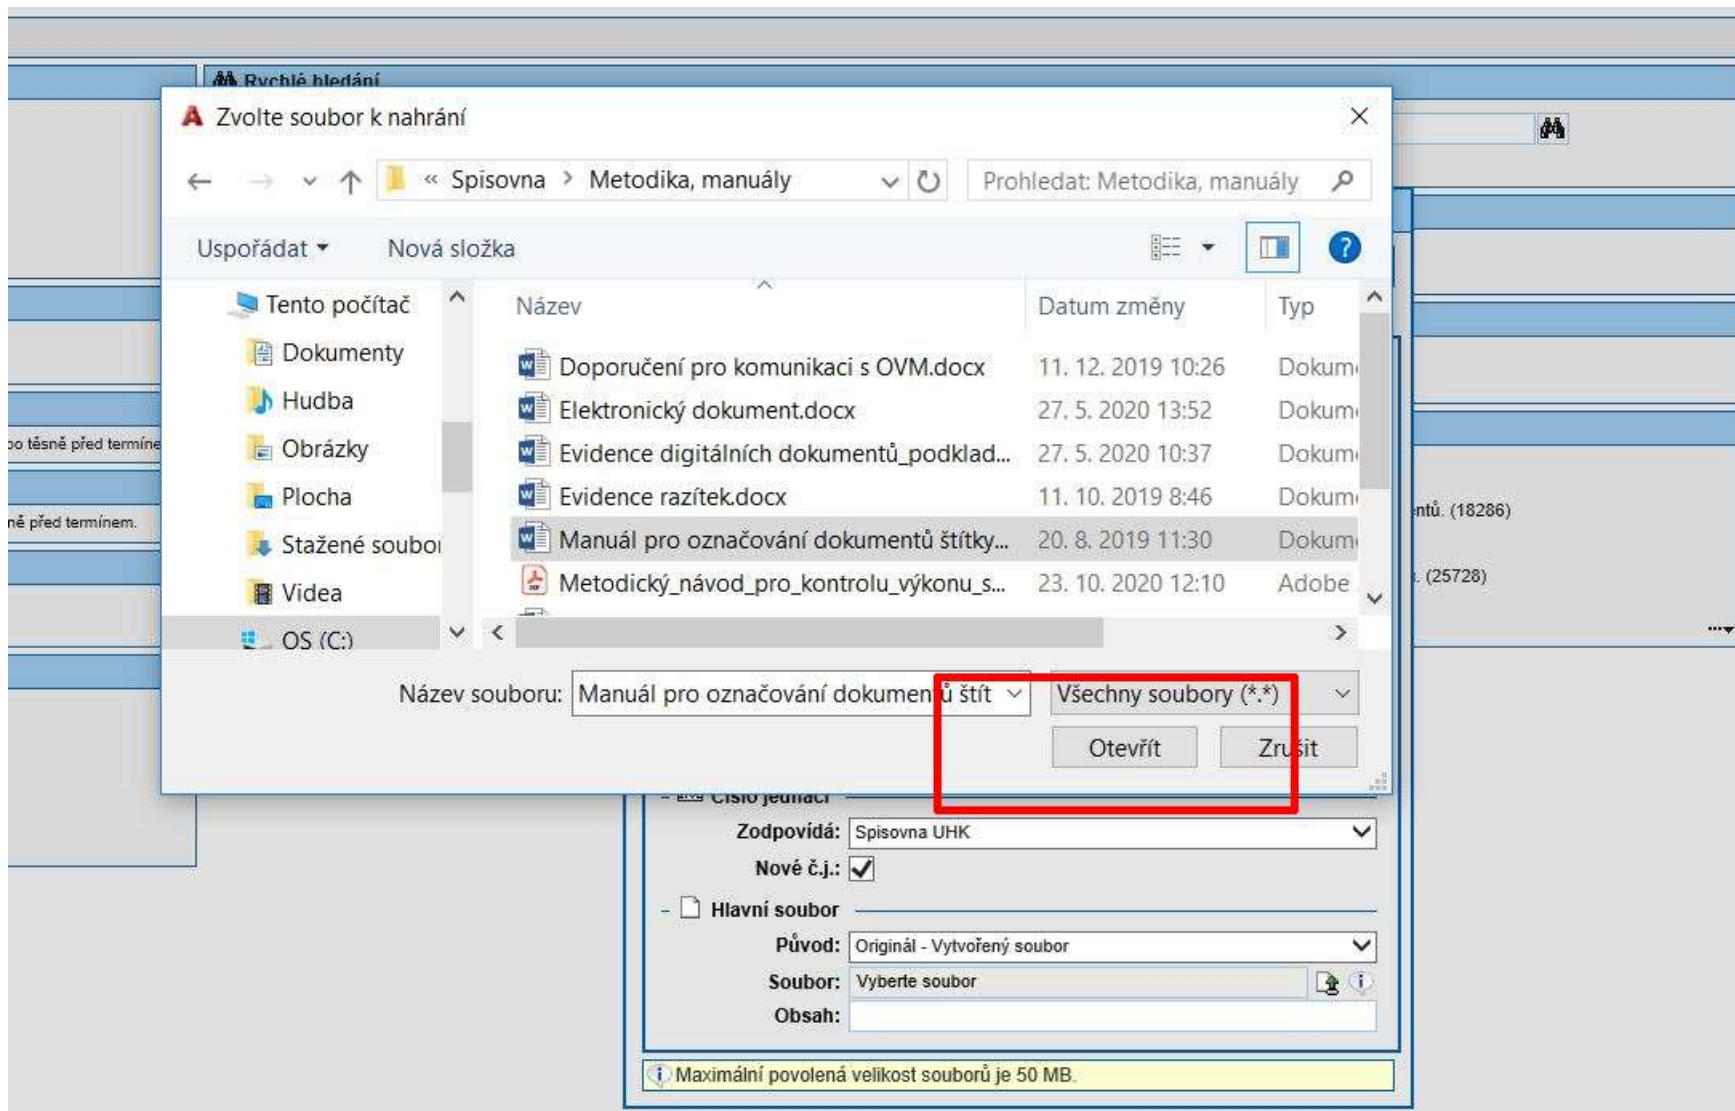 Rychlé hledání
Zvolte soubor k nahrání
« Spisovna > Metodika, manuály
Prohledat: Metodika, manuály
Uspořádat
Nová složka
Tento počítač
Dokumenty
Hudba
Obrázky
Plocha
Stažené soubo
Videa
OS (C:)
Název Datum změny Typ
Doporučení pro komunikaci s OVM.docx 11. 12. 2019 10:26 Dokum
Elektronický dokument.docx 27. 5. 2020 13:52 Dokum
Evidence digitálních dokumentů_podklad... 27. 5. 2020 10:37 Dokum
Evidence razítek.docx 11. 10. 2019 8:46 Dokum
Manuál pro označování dokumentů štítky... 20. 8. 2019 11:30 Dokum
Metodický_návod_pro_kontrolu_výkonu_s... 23. 10. 2020 12:10 Adobe
Název souboru: Manuál pro označování dokumentů štít
Všechny soubory (*.*)
Otevřít Zrušit
těsně před termíne
ně před termínem.
ntů. (18286)
. (25728)
Číslo jednací
Zodpovídá: Spisovna UHK
Nové č.j.:
Hlavní soubor
Původ: Originál - Vytvořený soubor
Soubor: Vyberte soubor
Obsah:
Maximální povolená velikost souborů je 50 MB.